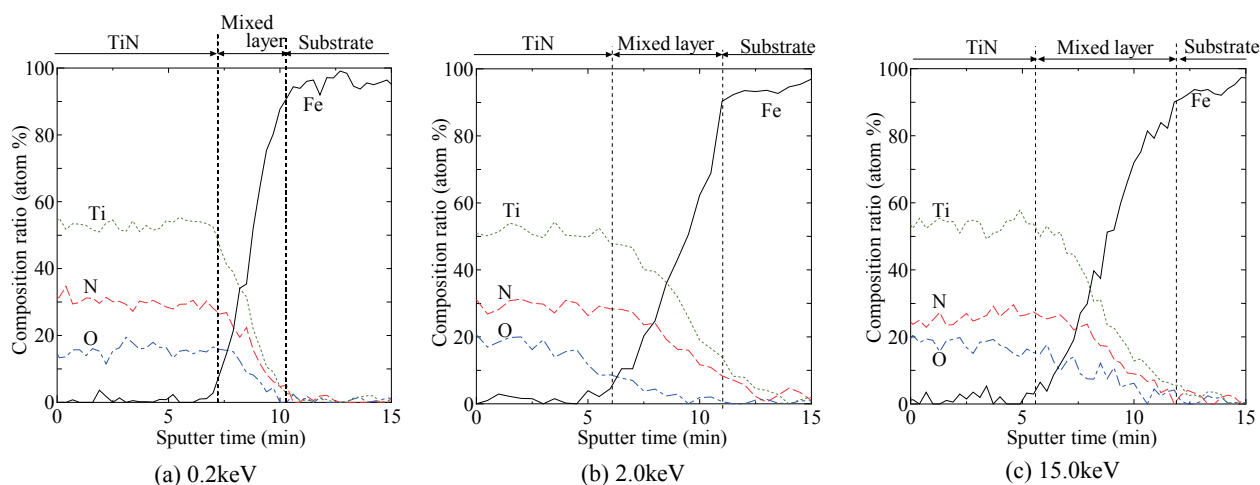 TiN
Mixed
layer
Substrate
Composition ratio (atom %)
100
80
60
40
20
0
Fe
Ti
N
O
0
5
10
15
Sputter time (min)
(a) 0.2keV
TiN
Mixed layer
Substrate
Composition ratio (atom %)
100
80
60
40
20
0
Fe
Ti
N
O
0
5
10
15
Sputter time (min)
(b) 2.0keV
TiN
Mixed layer
Substrate
Composition ratio (atom %)
100
80
60
40
20
0
Fe
Ti
N
O
0
5
10
15
Sputter time (min)
(c) 15.0keV